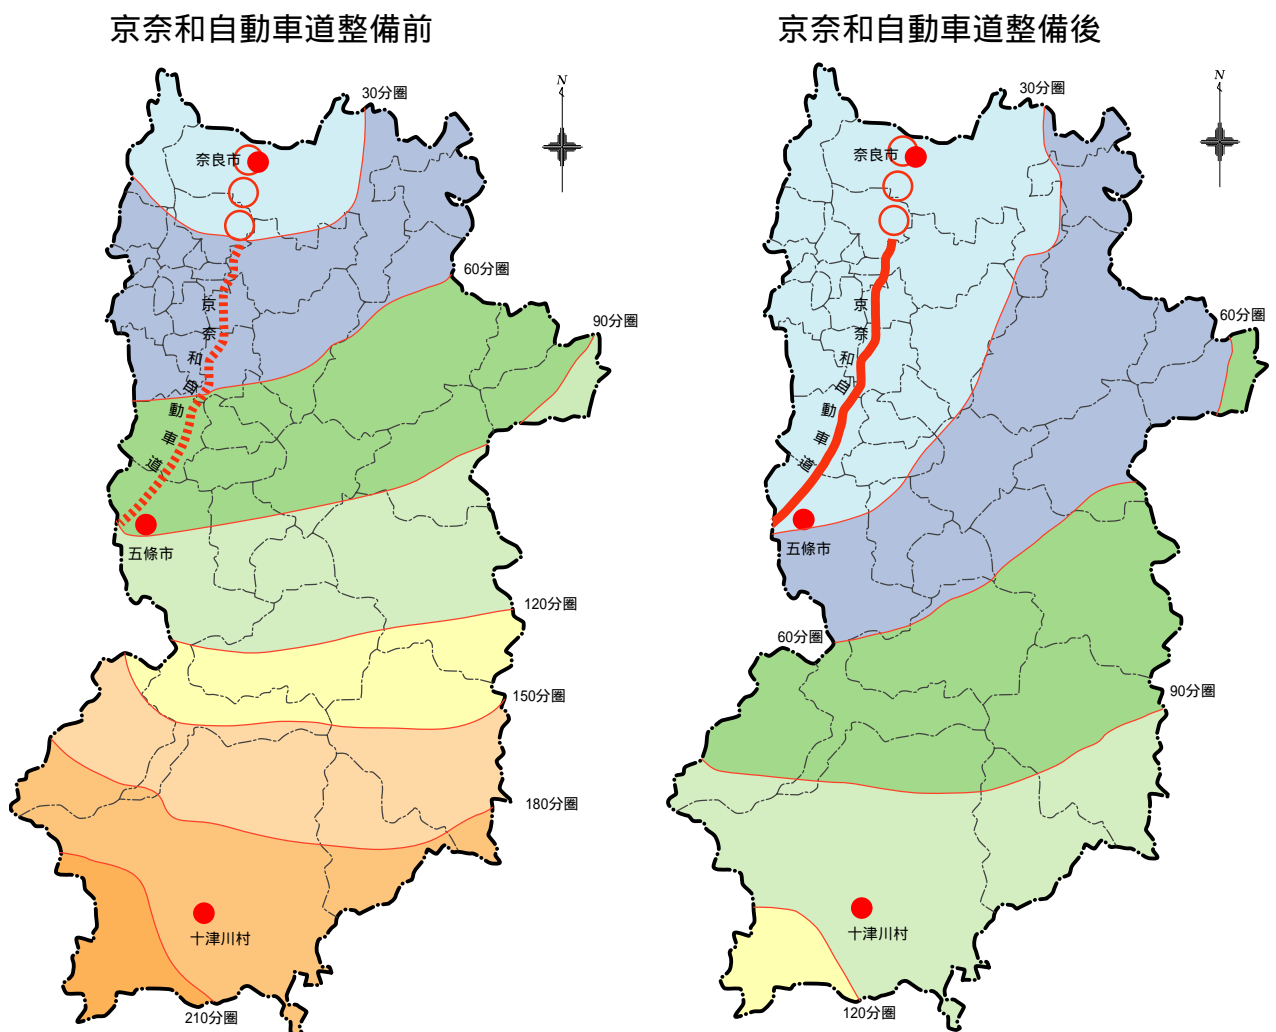 京奈和自動車道整備前
N
30分圏
奈良市
60分圏
90分圏
京奈和自動車道
五條市
120分圏
150分圏
180分圏
十津川村
210分圏
京奈和自動車道整備後
N
30分圏
奈良市
60分圏
京奈和自動車道
五條市
60分圏
90分圏
十津川村
120分圏